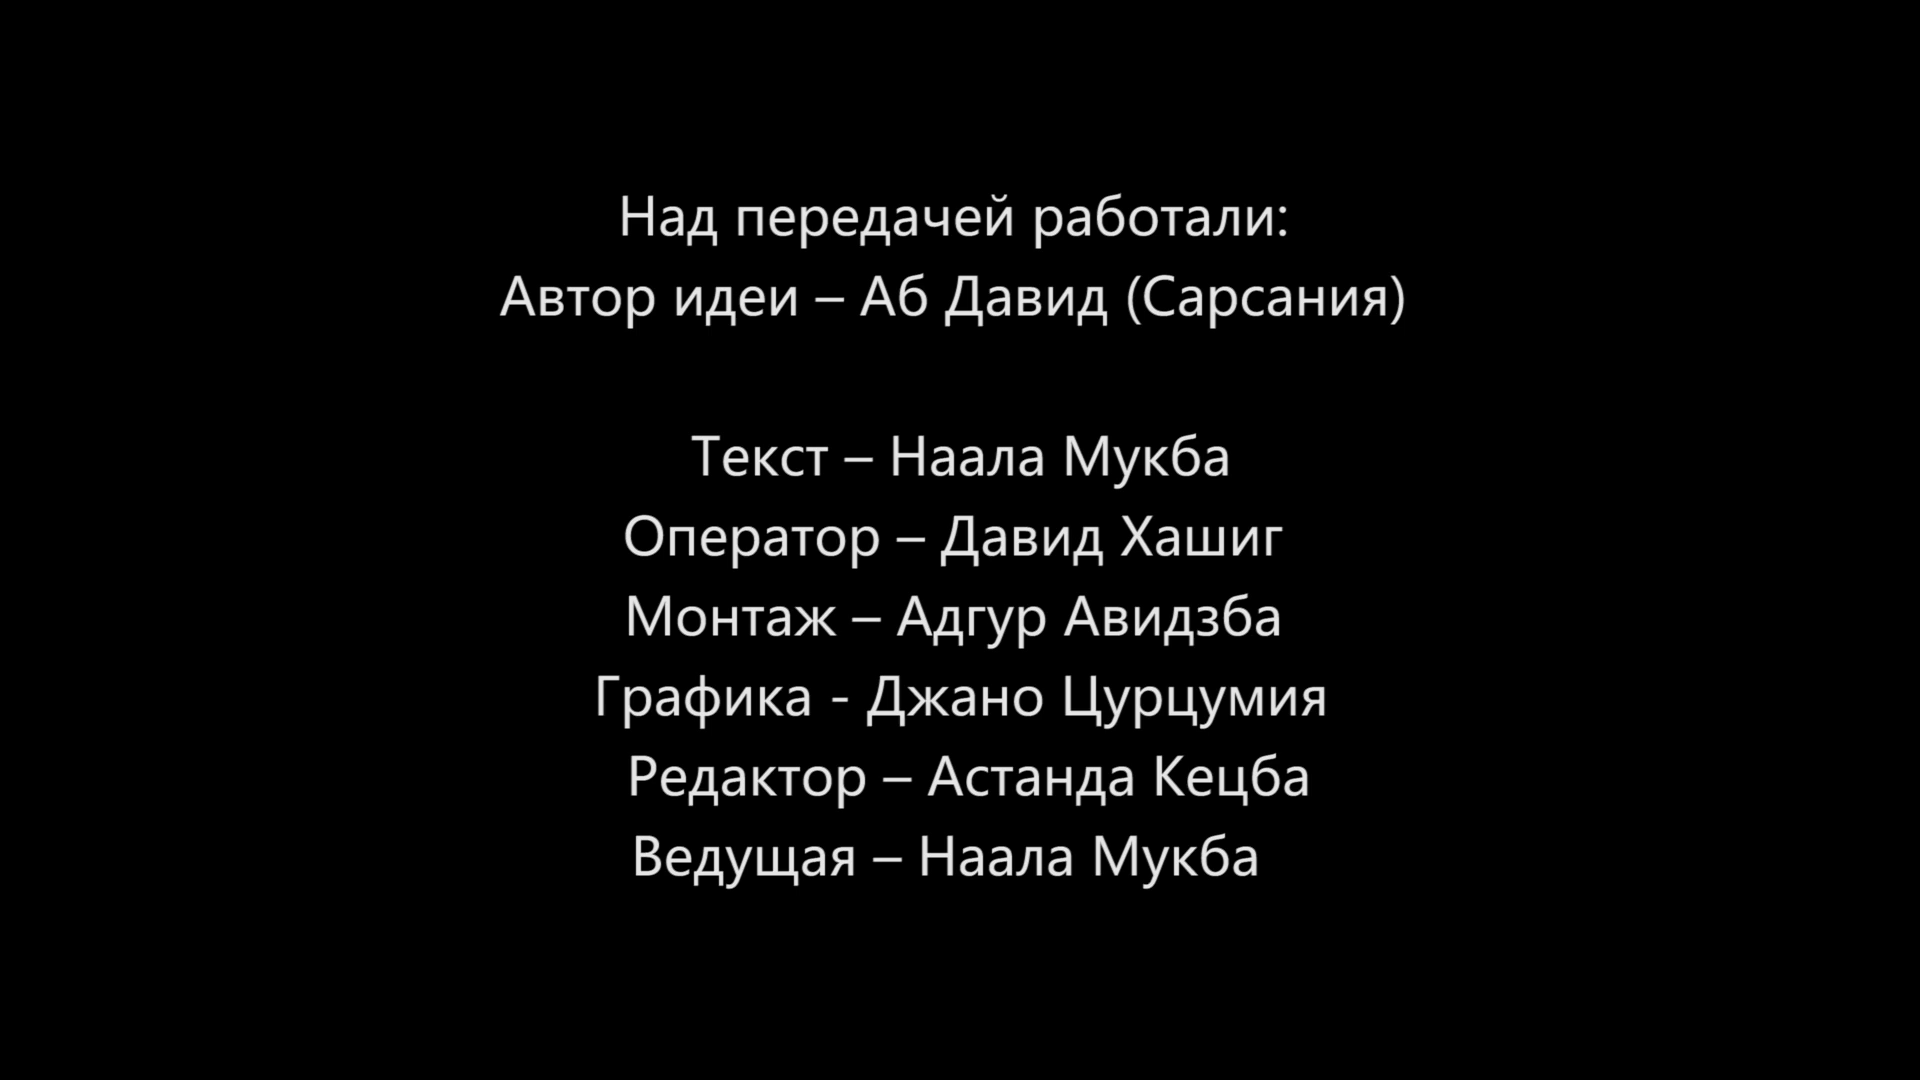 Над передачей работали:
Автор идеи – Аб Давид (Сарсания)
Текст – Наала Мукба
Оператор – Давид Хашиг
Монтаж – Адгур Авидзба
Графика - Джано Цурцумия
Редактор – Астанда Кецба
Ведущая – Наала Мукба